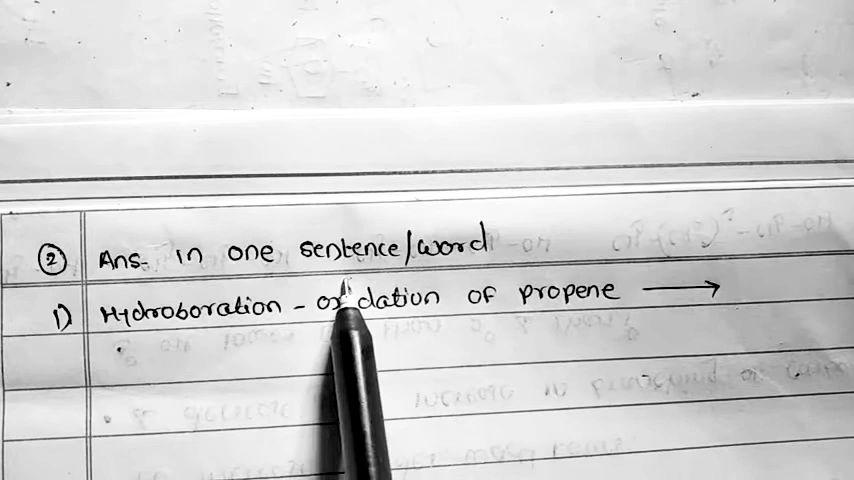 ② Ans. in one sentence/word
1) Hydroboration - oxidation of propene ⟶